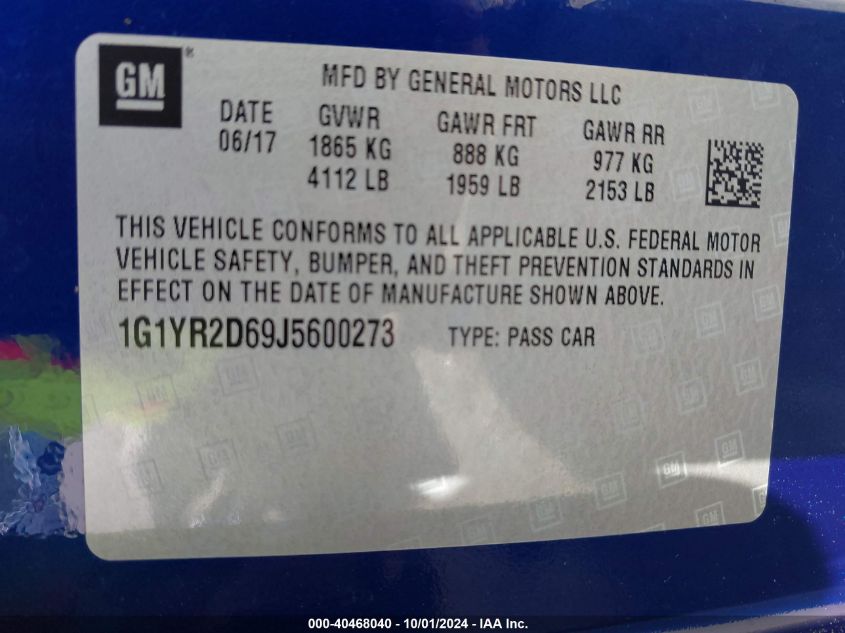 GM®
MFD BY GENERAL MOTORS LLC
DATE GVWR GAWR FRT GAWR RR
06/17 1865 KG 888 KG 977 KG
4112 LB 1959 LB 2153 LB
THIS VEHICLE CONFORMS TO ALL APPLICABLE U.S. FEDERAL MOTOR
VEHICLE SAFETY, BUMPER, AND THEFT PREVENTION STANDARDS IN
EFFECT ON THE DATE OF MANUFACTURE SHOWN ABOVE.
1G1YR2D69J5600273 TYPE: PASS CAR
000-40468040 - 10/01/2024 - IAA Inc.